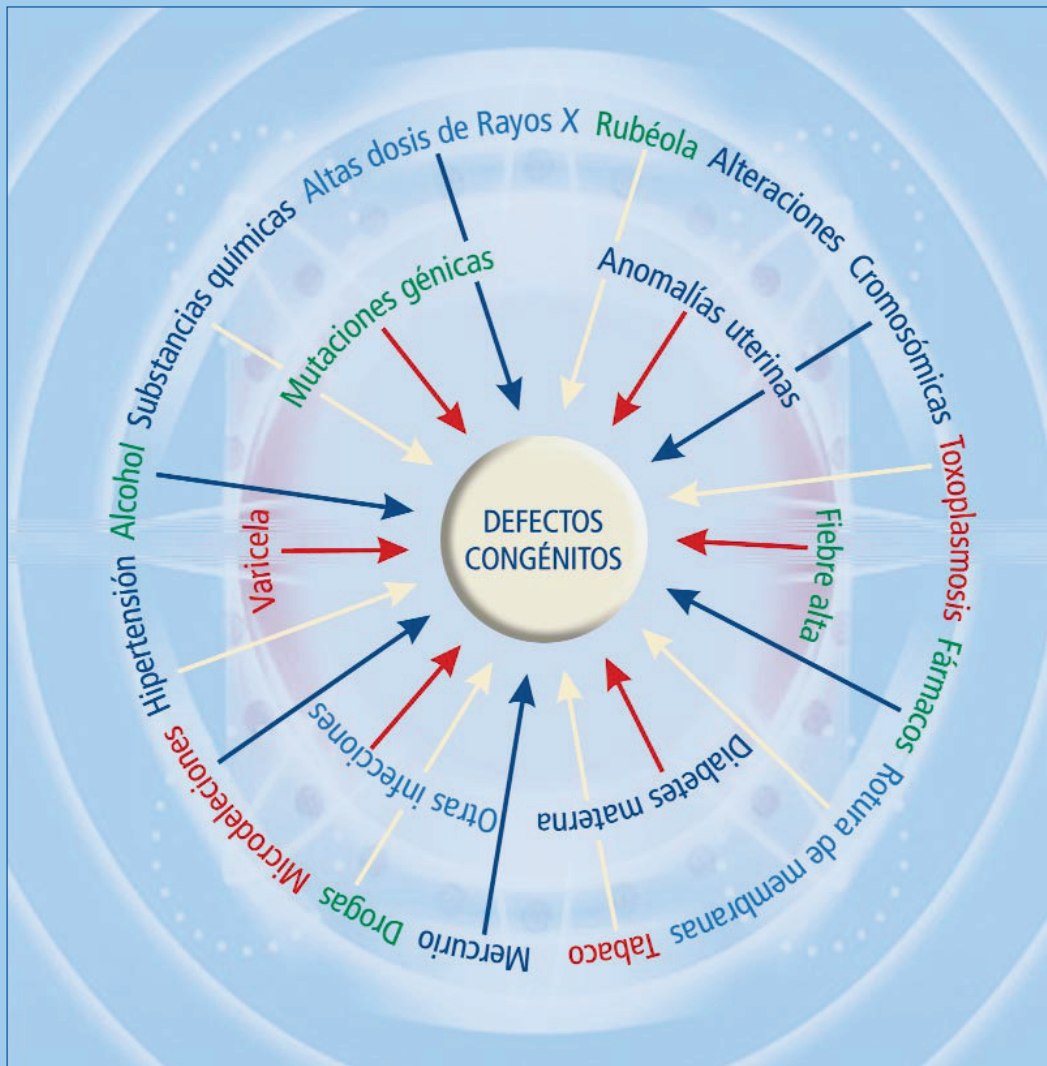 Altas dosis de Rayos X
Rubéola
Alteraciones Cromosómicas
Toxoplasmosis
Fármacos
Rotura de membranas
Tabaco
Mercurio
Drogas
Microdeleciones
Hipertensión
Alcohol
Substancias químicas
Mutaciones génicas
Anomalías uterinas
Fiebre alta
Diabetes materna
Otras infecciones
Varicela
DEFECTOS
CONGÉNITOS